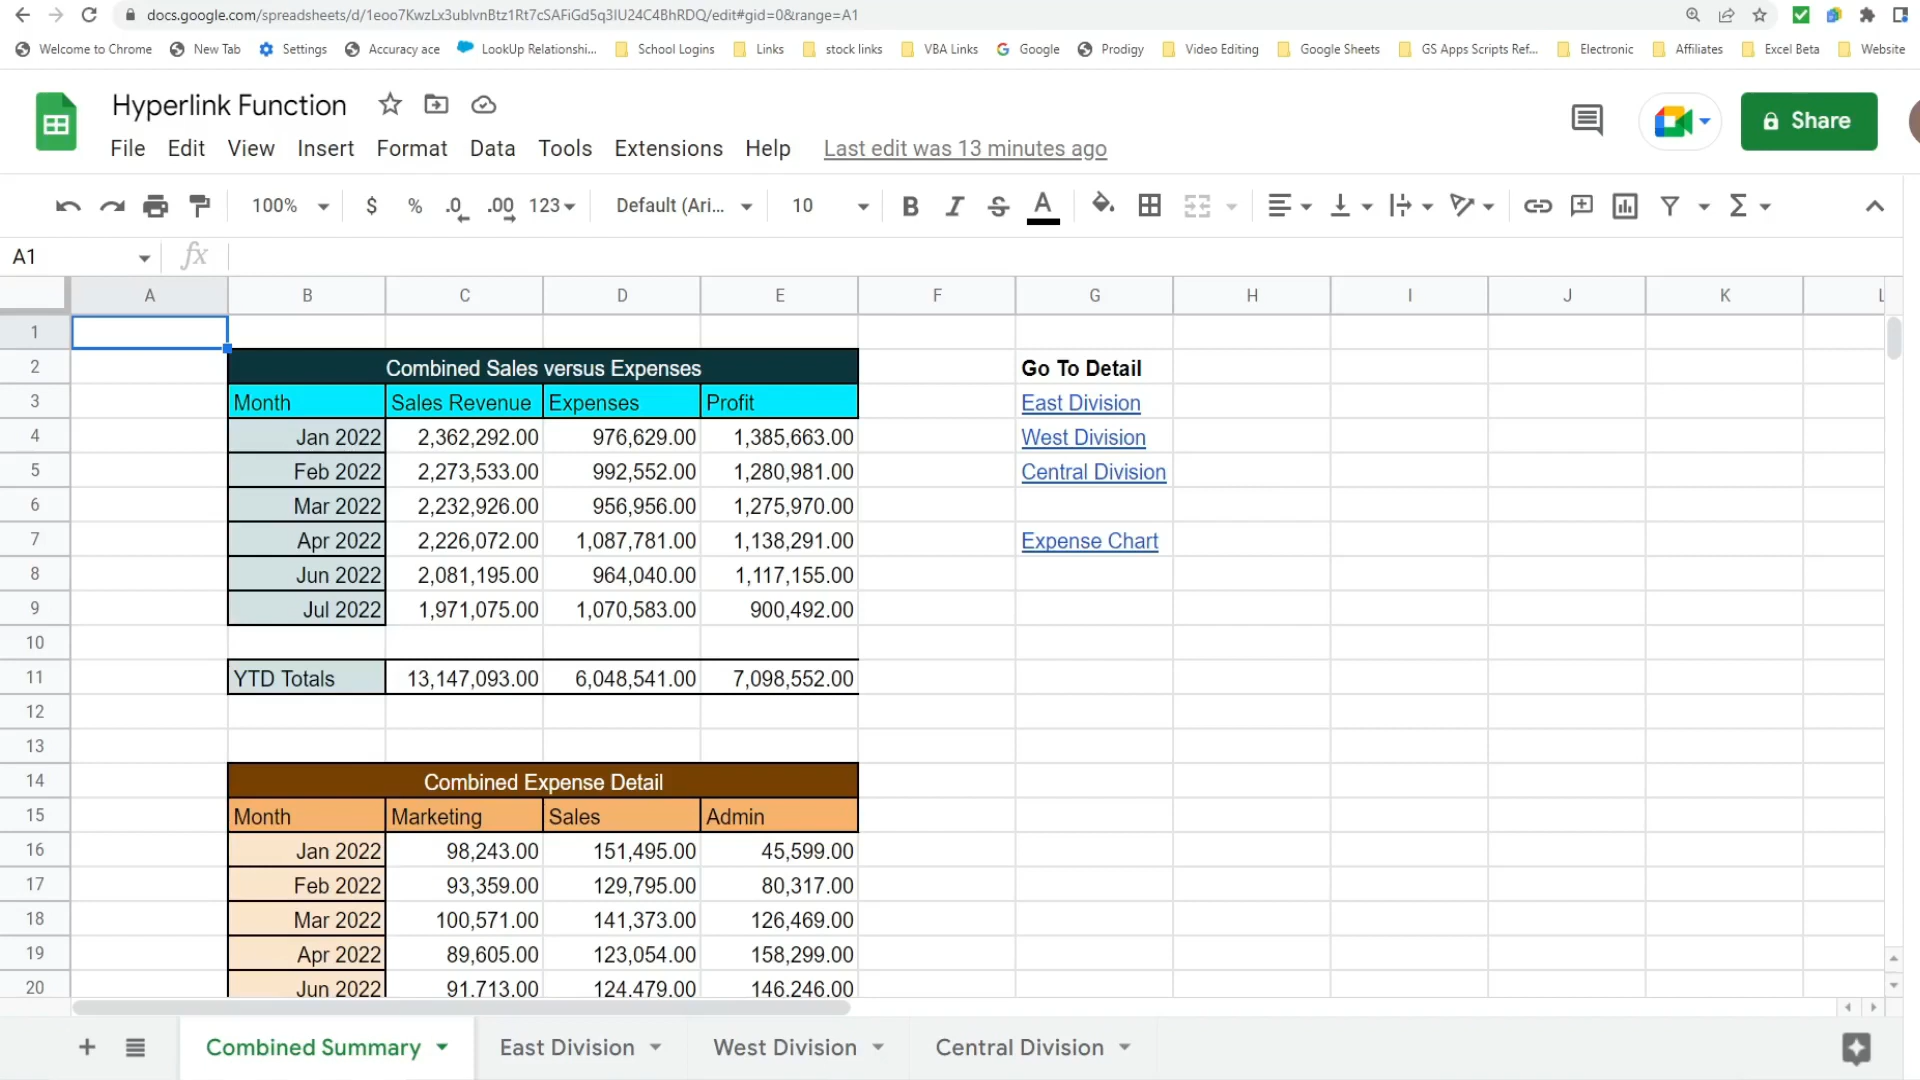 docs.google.com/spreadsheets/d/1eoo7KwzLx3ublvnBtz1Rt7cSAFiGd5q3IU24C4BhRDQ/edit#gid=0&range=A1
Welcome to Chrome New Tab Settings Accuracy ace LookUp Relationshi... School Logins Links stock links VBA Links Google Prodigy Video Editing Google Sheets GS Apps Scripts Ref... Electronic Affiliates Excel Beta Website
Hyperlink Function
Share
File Edit View Insert Format Data Tools Extensions Help Last edit was 13 minutes ago
100% $ % .0 .00 123 Default (Ari... 10 B I S A Σ
A1 fx
A B C D E F G H I J K L
1
2 Combined Sales versus Expenses Go To Detail
3 Month Sales Revenue Expenses Profit East Division
4 Jan 2022 2,362,292.00 976,629.00 1,385,663.00 West Division
5 Feb 2022 2,273,533.00 992,552.00 1,280,981.00 Central Division
6 Mar 2022 2,232,926.00 956,956.00 1,275,970.00
7 Apr 2022 2,226,072.00 1,087,781.00 1,138,291.00 Expense Chart
8 Jun 2022 2,081,195.00 964,040.00 1,117,155.00
9 Jul 2022 1,971,075.00 1,070,583.00 900,492.00
10
11 YTD Totals 13,147,093.00 6,048,541.00 7,098,552.00
12
13
14 Combined Expense Detail
15 Month Marketing Sales Admin
16 Jan 2022 98,243.00 151,495.00 45,599.00
17 Feb 2022 93,359.00 129,795.00 80,317.00
18 Mar 2022 100,571.00 141,373.00 126,469.00
19 Apr 2022 89,605.00 123,054.00 158,299.00
20 Jun 2022 91,713.00 124,479.00 146,246.00
Combined Summary East Division West Division Central Division